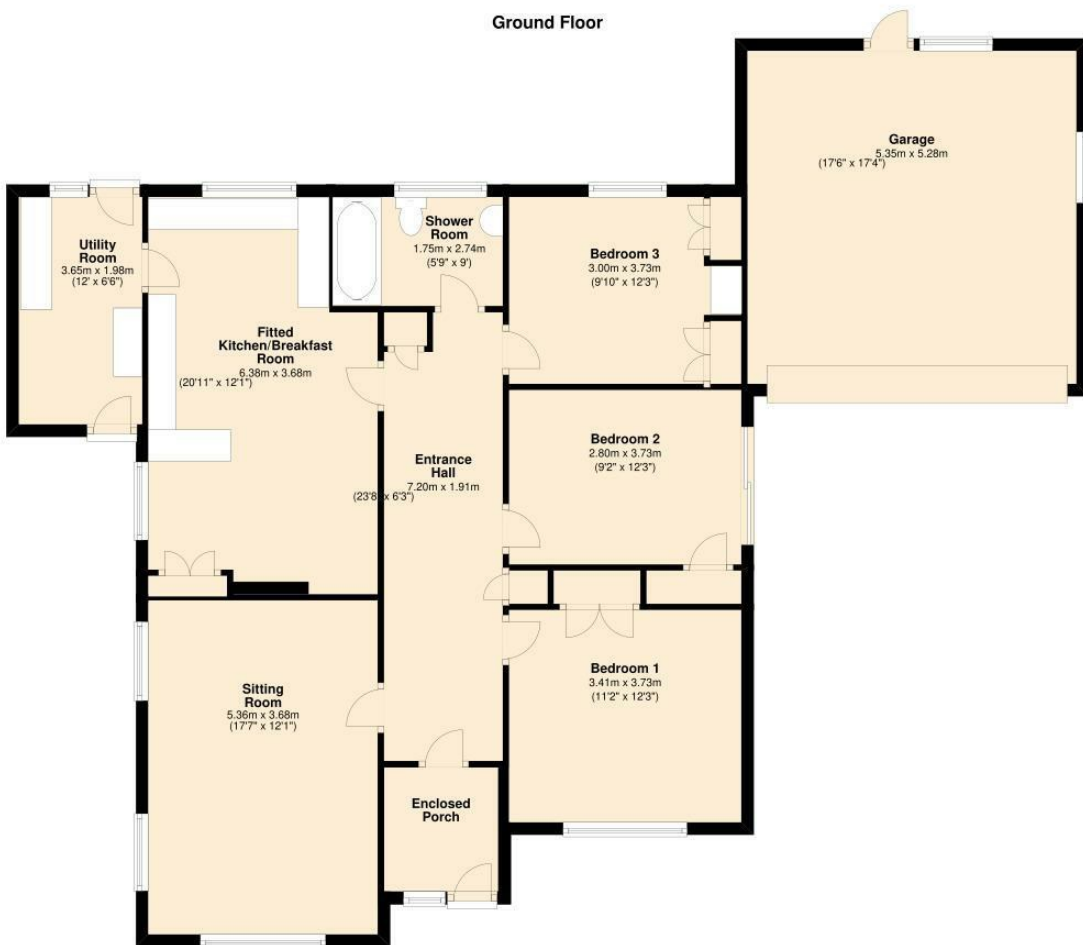 Ground Floor
Garage
5.35m x 5.28m
(17'6" x 17'4")
Utility
Room
3.65m x 1.98m
(12' x 6'6")
Shower
Room
1.75m x 2.74m
(5'9" x 9')
Bedroom 3
3.00m x 3.73m
(9'10" x 12'3")
Fitted
Kitchen/Breakfast
Room
6.38m x 3.68m
(20'11" x 12'1")
Entrance
Hall
7.20m x 1.91m
(23'8" x 6'3")
Bedroom 2
2.80m x 3.73m
(9'2" x 12'3")
Bedroom 1
3.41m x 3.73m
(11'2" x 12'3")
Sitting
Room
5.36m x 3.68m
(17'7" x 12'1")
Enclosed
Porch